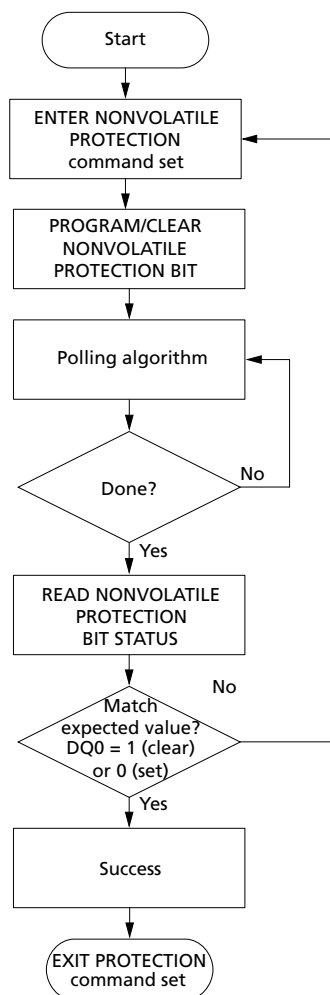 Start
ENTER NONVOLATILE
PROTECTION
command set
PROGRAM/CLEAR
NONVOLATILE
PROTECTION BIT
Polling algorithm
Done?
No
Yes
READ NONVOLATILE
PROTECTION
BIT STATUS
No
Match
expected value?
DQ0 = 1 (clear)
or 0 (set)
Yes
Success
EXIT PROTECTION
command set